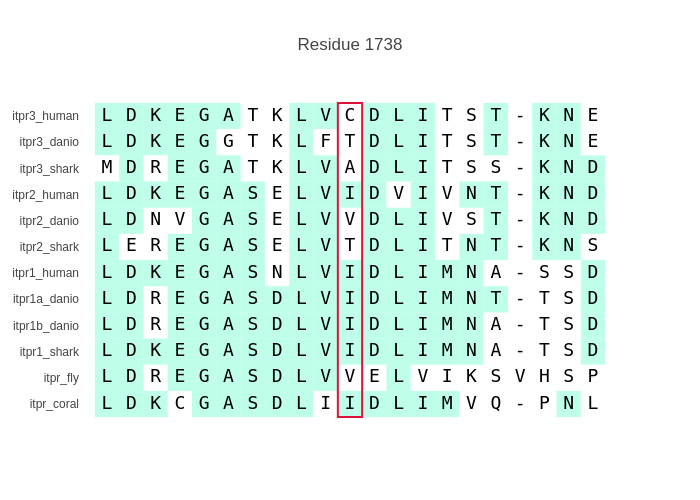 Residue 1738
itpr3_human L D K E G A T K L V C D L I T S T - K N E
itpr3_danio L D K E G G T K L F T D L I T S T - K N E
itpr3_shark M D R E G A T K L V A D L I T S S - K N D
itpr2_human L D K E G A S E L V I D V I V N T - K N D
itpr2_danio L D N V G A S E L V V D L I V S T - K N D
itpr2_shark L E R E G A S E L V T D L I T N T - K N S
itpr1_human L D K E G A S N L V I D L I M N A - S S D
itpr1a_danio L D R E G A S D L V I D L I M N T - T S D
itpr1b_danio L D R E G A S D L V I D L I M N A - T S D
itpr1_shark L D K E G A S D L V I D L I M N A - T S D
itpr_fly L D R E G A S D L V V E L V I K S V H S P
itpr_coral L D K C G A S D L I I D L I M V Q - P N L